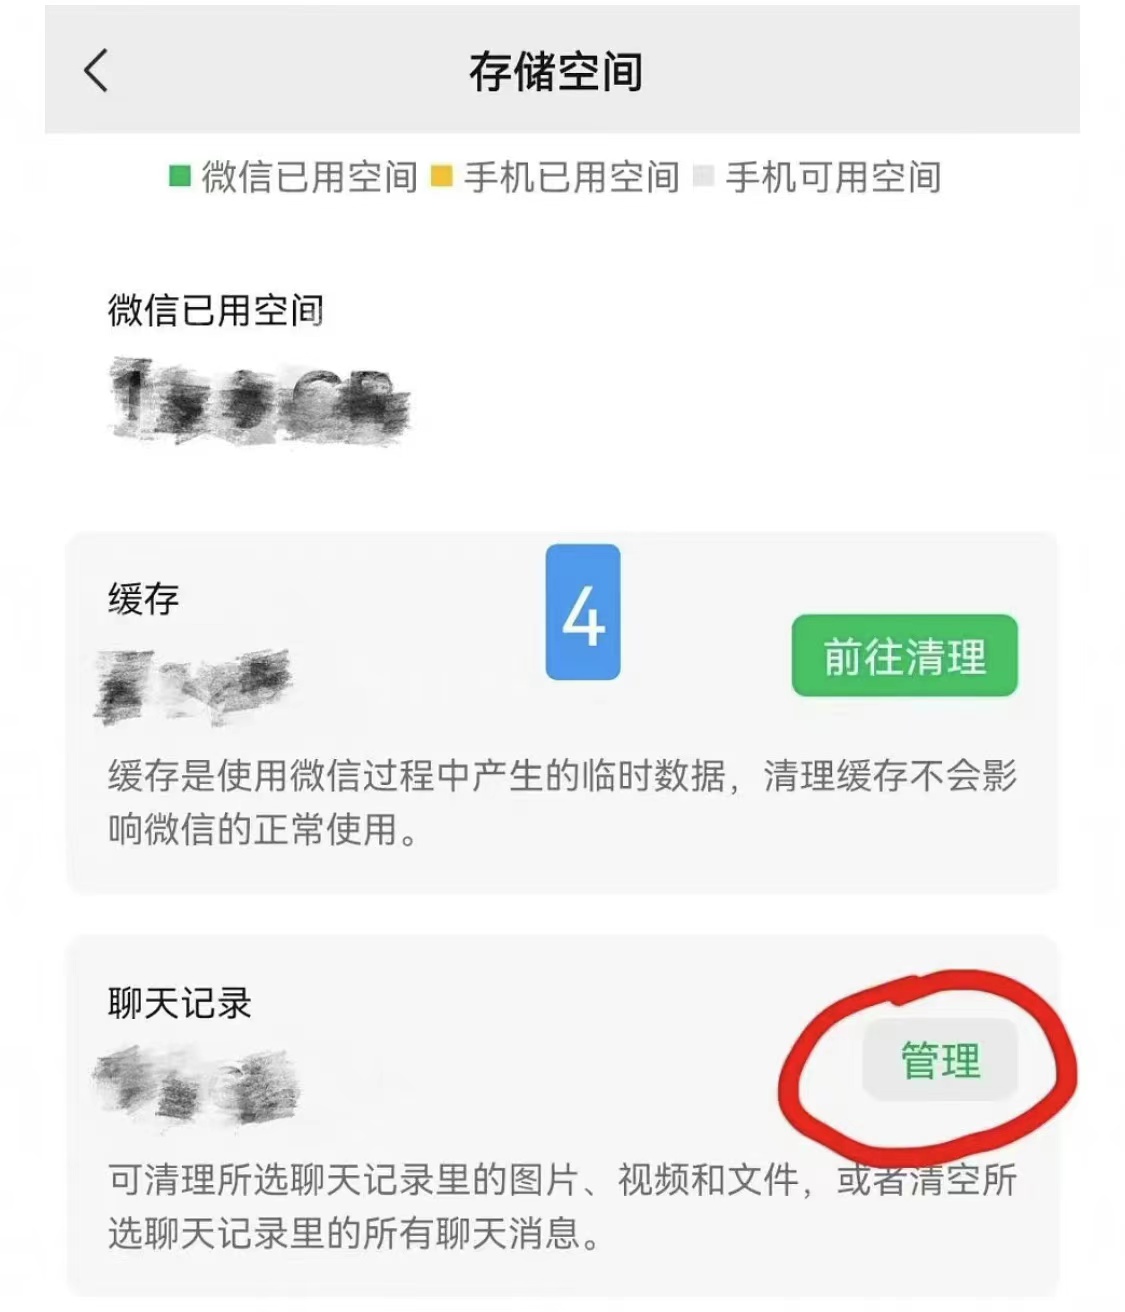 存储空间
微信已用空间 手机已用空间 手机可用空间
微信已用空间
缓存
4
前往清理
缓存是使用微信过程中产生的临时数据，清理缓存不会影
响微信的正常使用。
聊天记录
管理
可清理所选聊天记录里的图片、视频和文件，或者清空所
选聊天记录里的所有聊天消息。